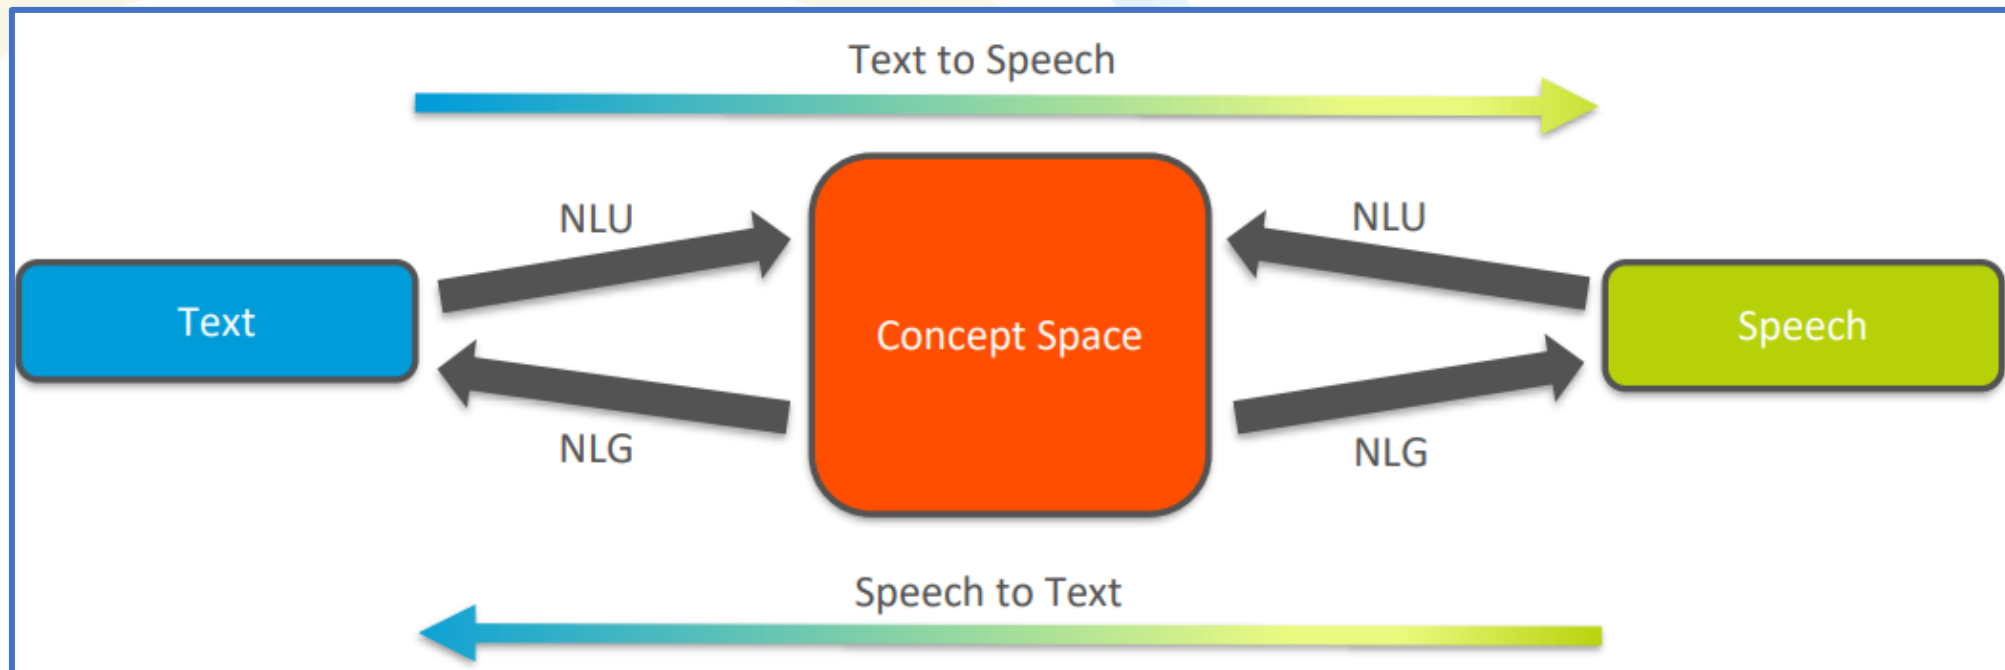 Text to Speech
NLU
NLU
Text
Concept Space
Speech
NLG
NLG
Speech to Text